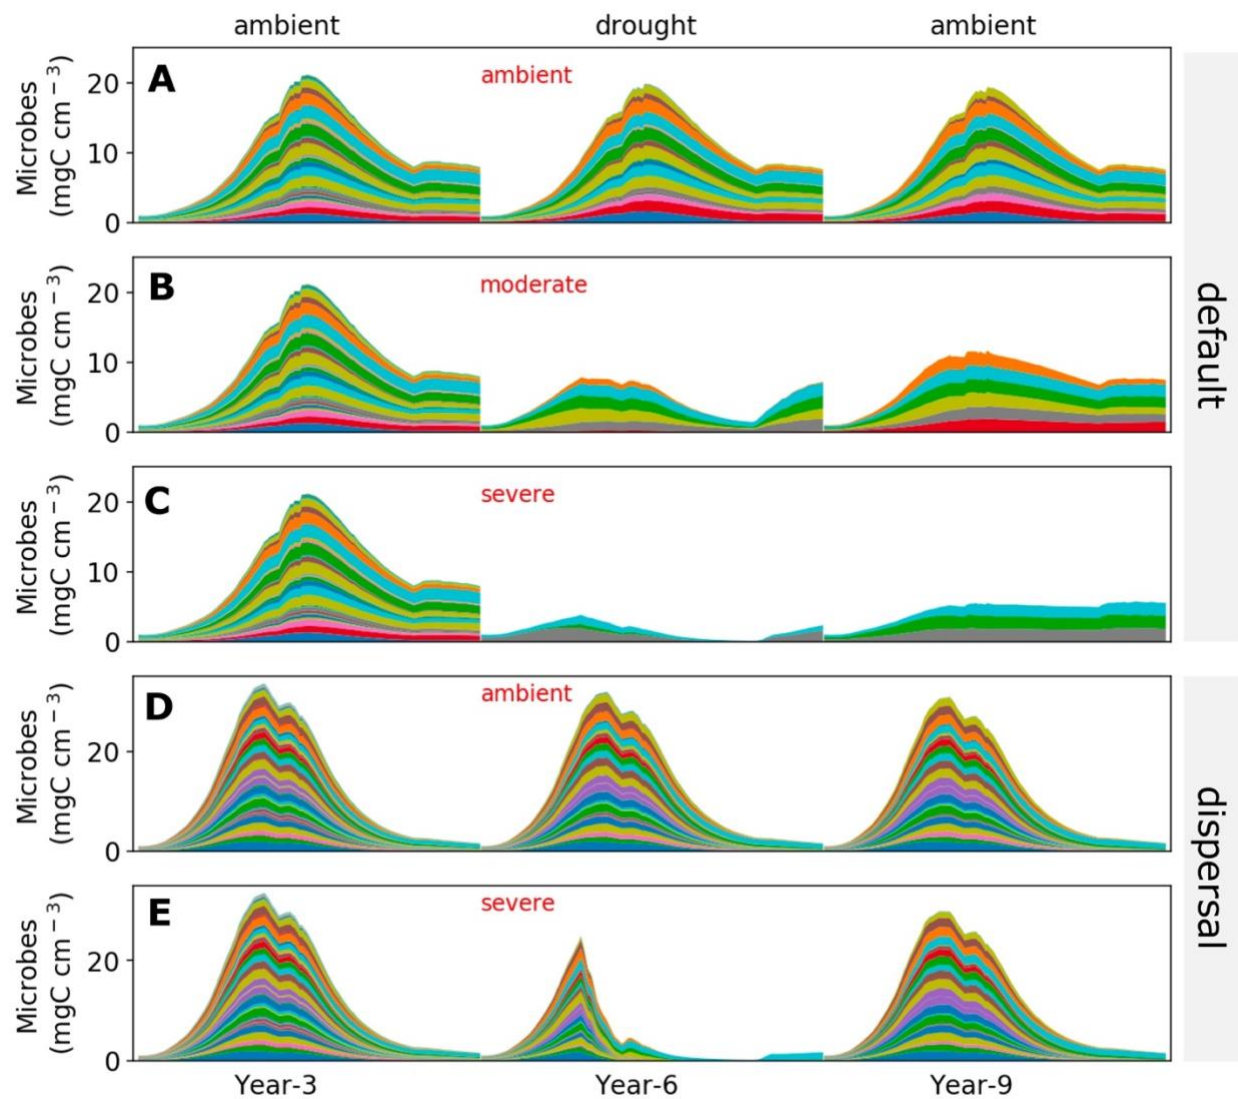 ambient drought ambient
A ambient
Microbes
(mgC cm⁻³)
20
10
0
B moderate
Microbes
(mgC cm⁻³)
20
10
0
default
C severe
Microbes
(mgC cm⁻³)
20
10
0
D ambient
Microbes
(mgC cm⁻³)
20
0
dispersal
E severe
Microbes
(mgC cm⁻³)
20
0
Year-3 Year-6 Year-9